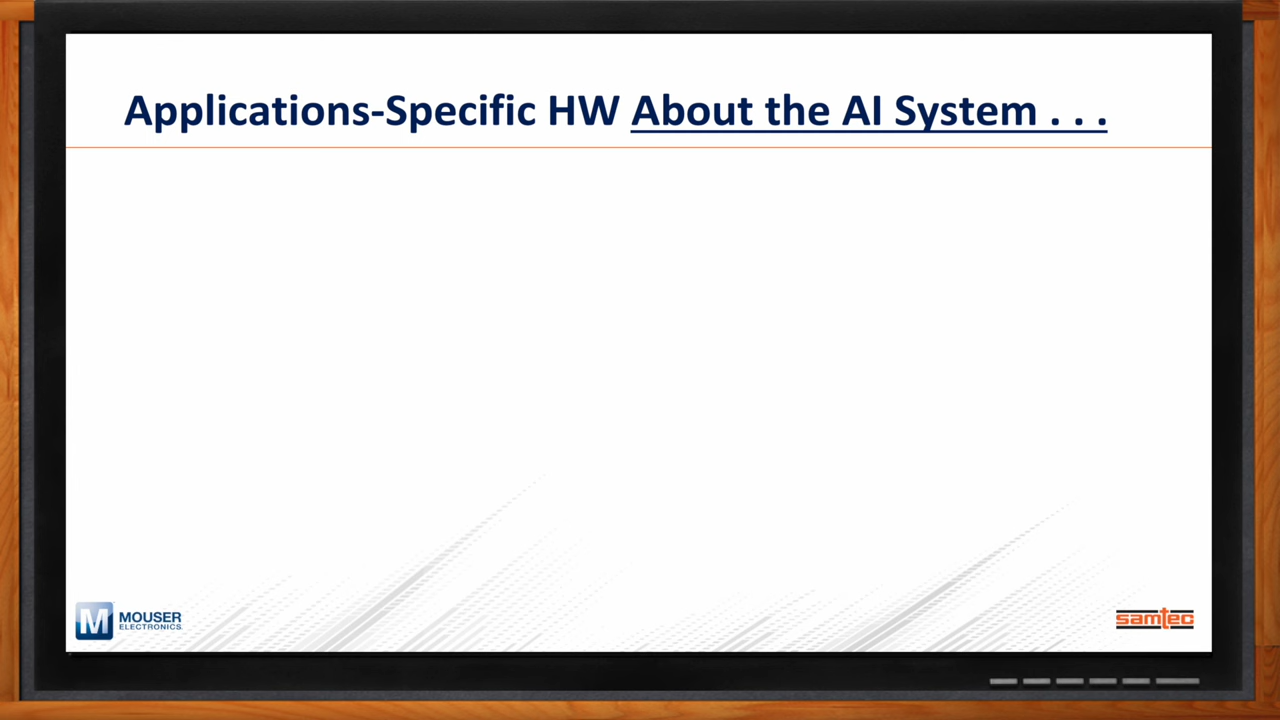 Applications-Specific HW About the AI System . . .
M MOUSER
ELECTRONICS
samtec